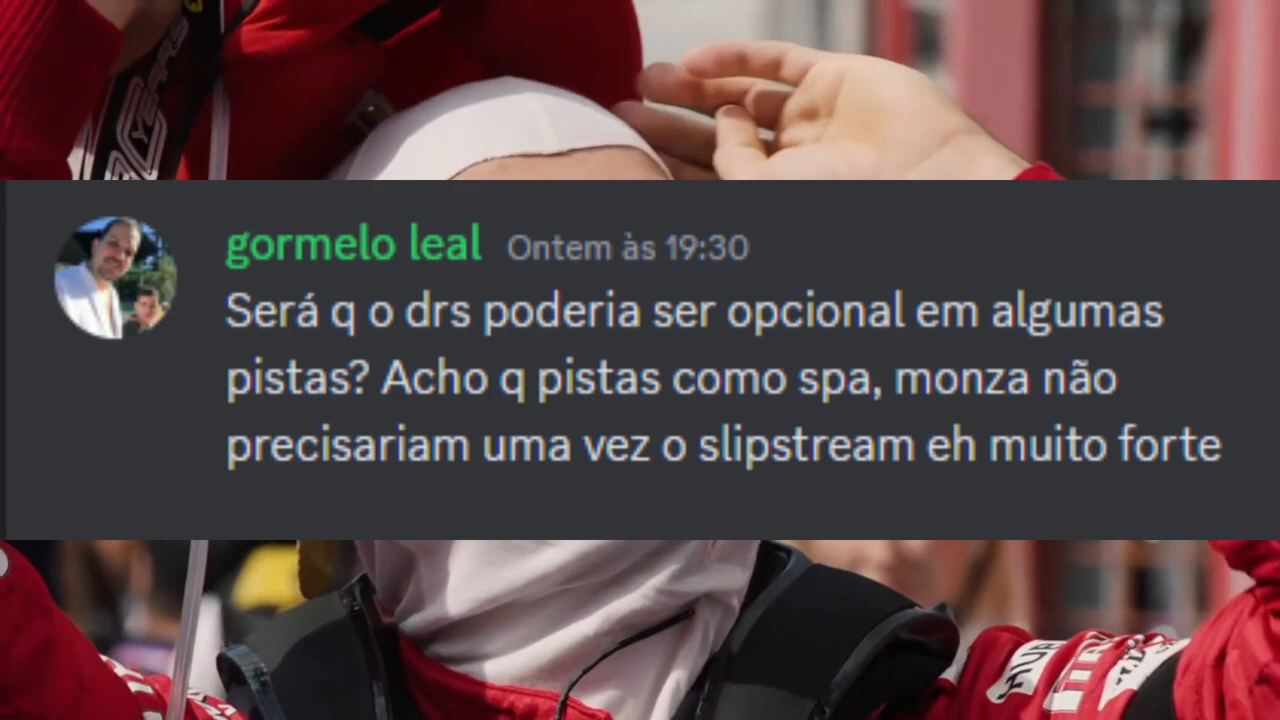 YEARS
gormelo leal Ontem às 19:30
Será q o drs poderia ser opcional em algumas
pistas? Acho q pistas como spa, monza não
precisariam uma vez o slipstream eh muito forte